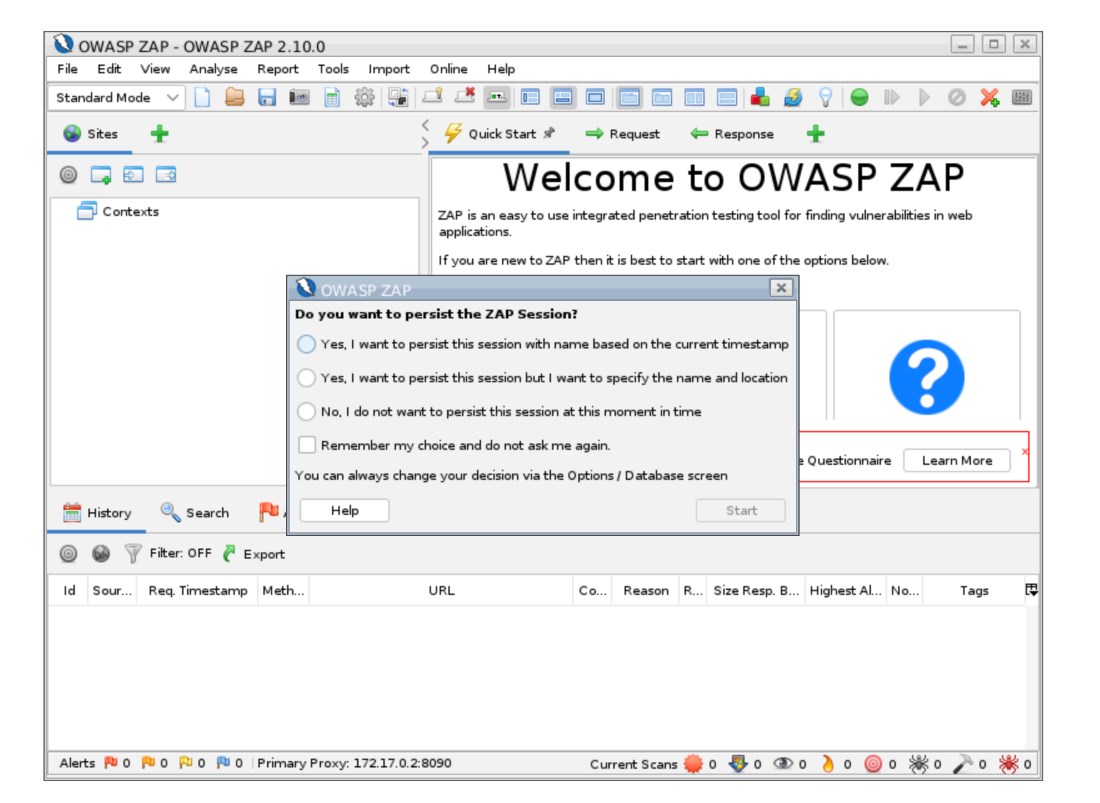 OWASP ZAP - OWASP ZAP 2.10.0
File Edit View Analyse Report Tools Import Online Help
Standard Mode
Sites
Quick Start Request Response
Welcome to OWASP ZAP
ZAP is an easy to use integrated penetration testing tool for finding vulnerabilities in web
applications.
If you are new to ZAP then it is best to start with one of the options below.
Contexts
OWASP ZAP
Do you want to persist the ZAP Session?
Yes, I want to persist this session with name based on the current timestamp
Yes, I want to persist this session but I want to specify the name and location
No, I do not want to persist this session at this moment in time
Remember my choice and do not ask me again.
You can always change your decision via the Options / Database screen
Help Start
Questionnaire Learn More
History Search
Filter: OFF Export
Id Sour... Req. Timestamp Meth... URL Co... Reason R... Size Resp. B... Highest Al... No... Tags
Alerts 0 0 0 0 Primary Proxy: 172.17.0.2:8090 Current Scans 0 0 0 0 0 0 0 0